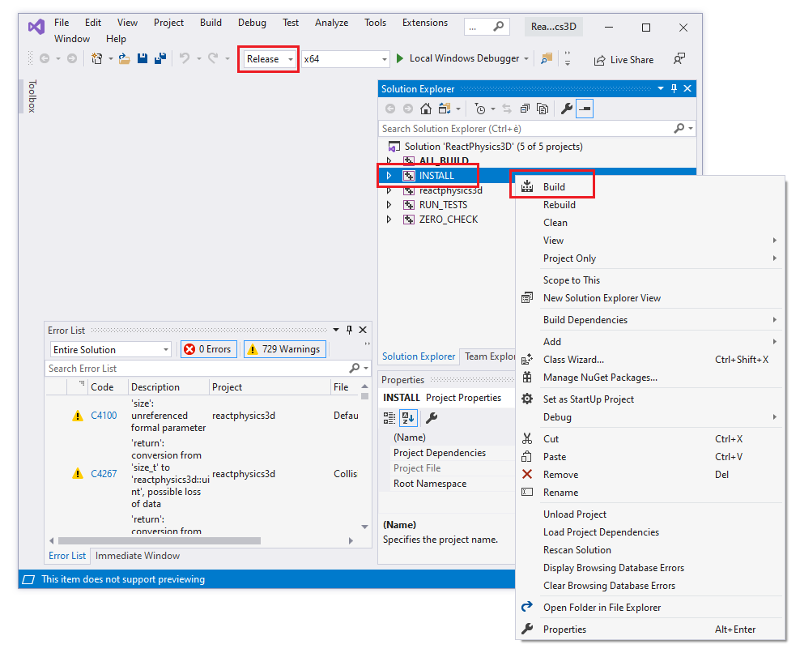 File Edit View Project Build Debug Test Analyze Tools Extensions ... Rea...cs3D
Window Help
Release x64 Local Windows Debugger Live Share
Toolbox
Solution Explorer
Search Solution Explorer (Ctrl+è)
Solution 'ReactPhysics3D' (5 of 5 projects)
ALL_BUILD
INSTALL
reactphysics3d
RUN_TESTS
ZERO_CHECK
Solution Explorer Team Explor
Properties
INSTALL Project Properties
(Name)
Project Dependencies
Project File
Root Namespace
(Name)
Specifies the project name.
Build
Rebuild
Clean
View
Project Only
Scope to This
New Solution Explorer View
Build Dependencies
Add
Class Wizard... Ctrl+Shift+X
Manage NuGet Packages...
Set as StartUp Project
Debug
Cut Ctrl+X
Paste Ctrl+V
Remove Del
Rename
Unload Project
Load Project Dependencies
Rescan Solution
Display Browsing Database Errors
Clear Browsing Database Errors
Open Folder in File Explorer
Properties Alt+Enter
Error List
Entire Solution 0 Errors 729 Warnings
Search Error List
Code Description Project File
C4100 'size': unreferenced formal parameter reactphysics3d Defau
C4267 'return': conversion from 'size_t' to 'reactphysics3d::ui nt', possible loss of data reactphysics3d Collis
'return':
conversion from
Error List Immediate Window
This item does not support previewing